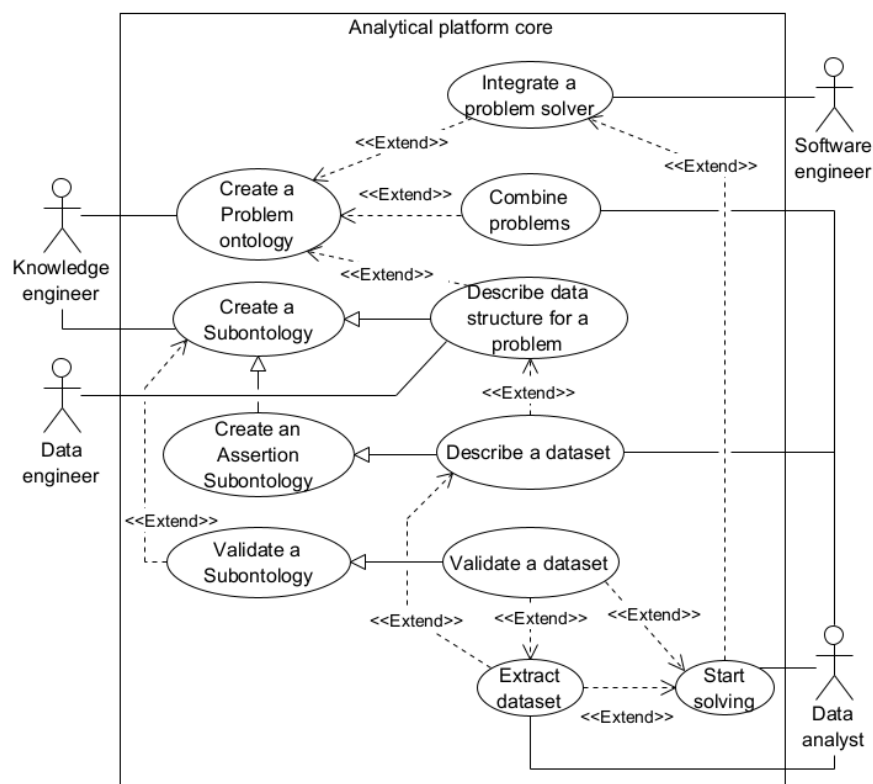 Analytical platform core
Integrate a
problem solver
Software
engineer
<<Extend>>
<<Extend>>
Create a
Problem
ontology
<<Extend>>
Combine
problems
Knowledge
engineer
<<Extend>>
Create a
Subontology
Describe data
structure for a
problem
<<Extend>>
Data
engineer
Create an
Assertion
Subontology
Describe a dataset
<<Extend>>
Validate a
Subontology
Validate a dataset
<<Extend>>
<<Extend>>
<<Extend>>
Extract
dataset
Start
solving
<<Extend>>
Data
analyst